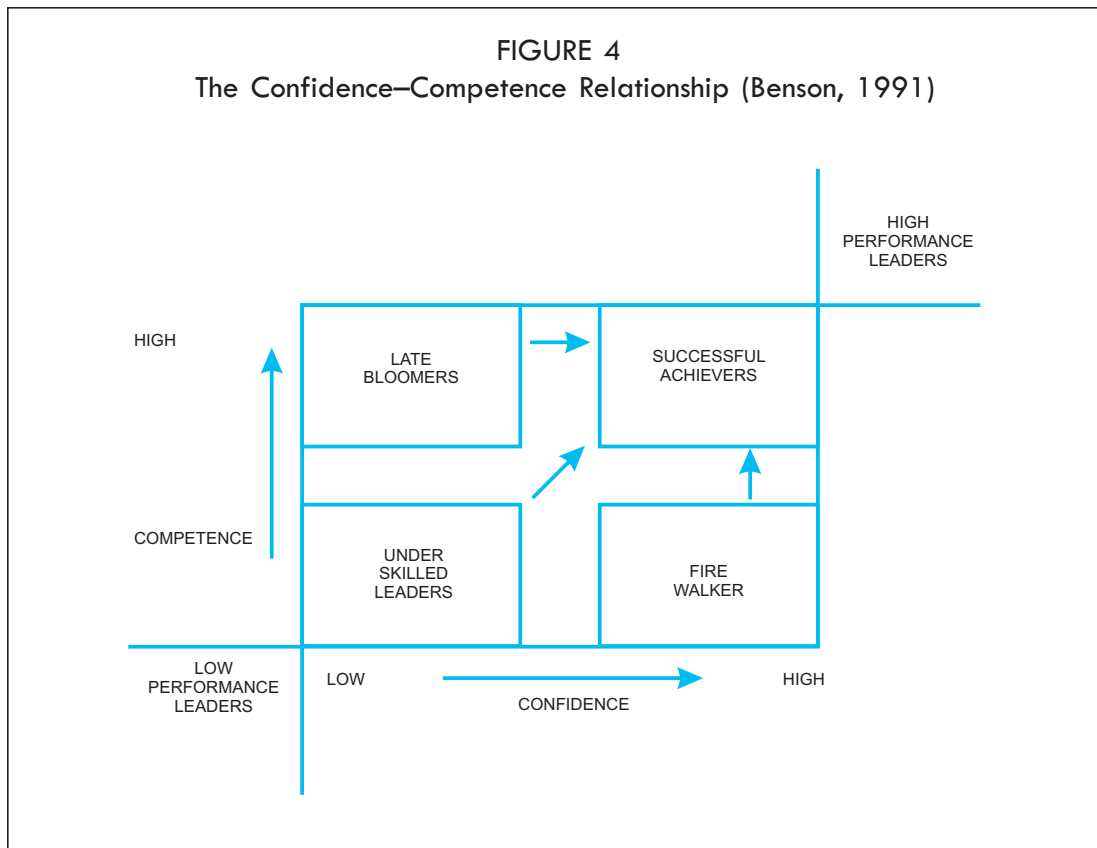 FIGURE 4
The Confidence–Competence Relationship (Benson, 1991)
HIGH
PERFORMANCE
LEADERS
HIGH
LATE
BLOOMERS
SUCCESSFUL
ACHIEVERS
COMPETENCE
UNDER
SKILLED
LEADERS
FIRE
WALKER
LOW
PERFORMANCE
LEADERS
LOW
HIGH
CONFIDENCE